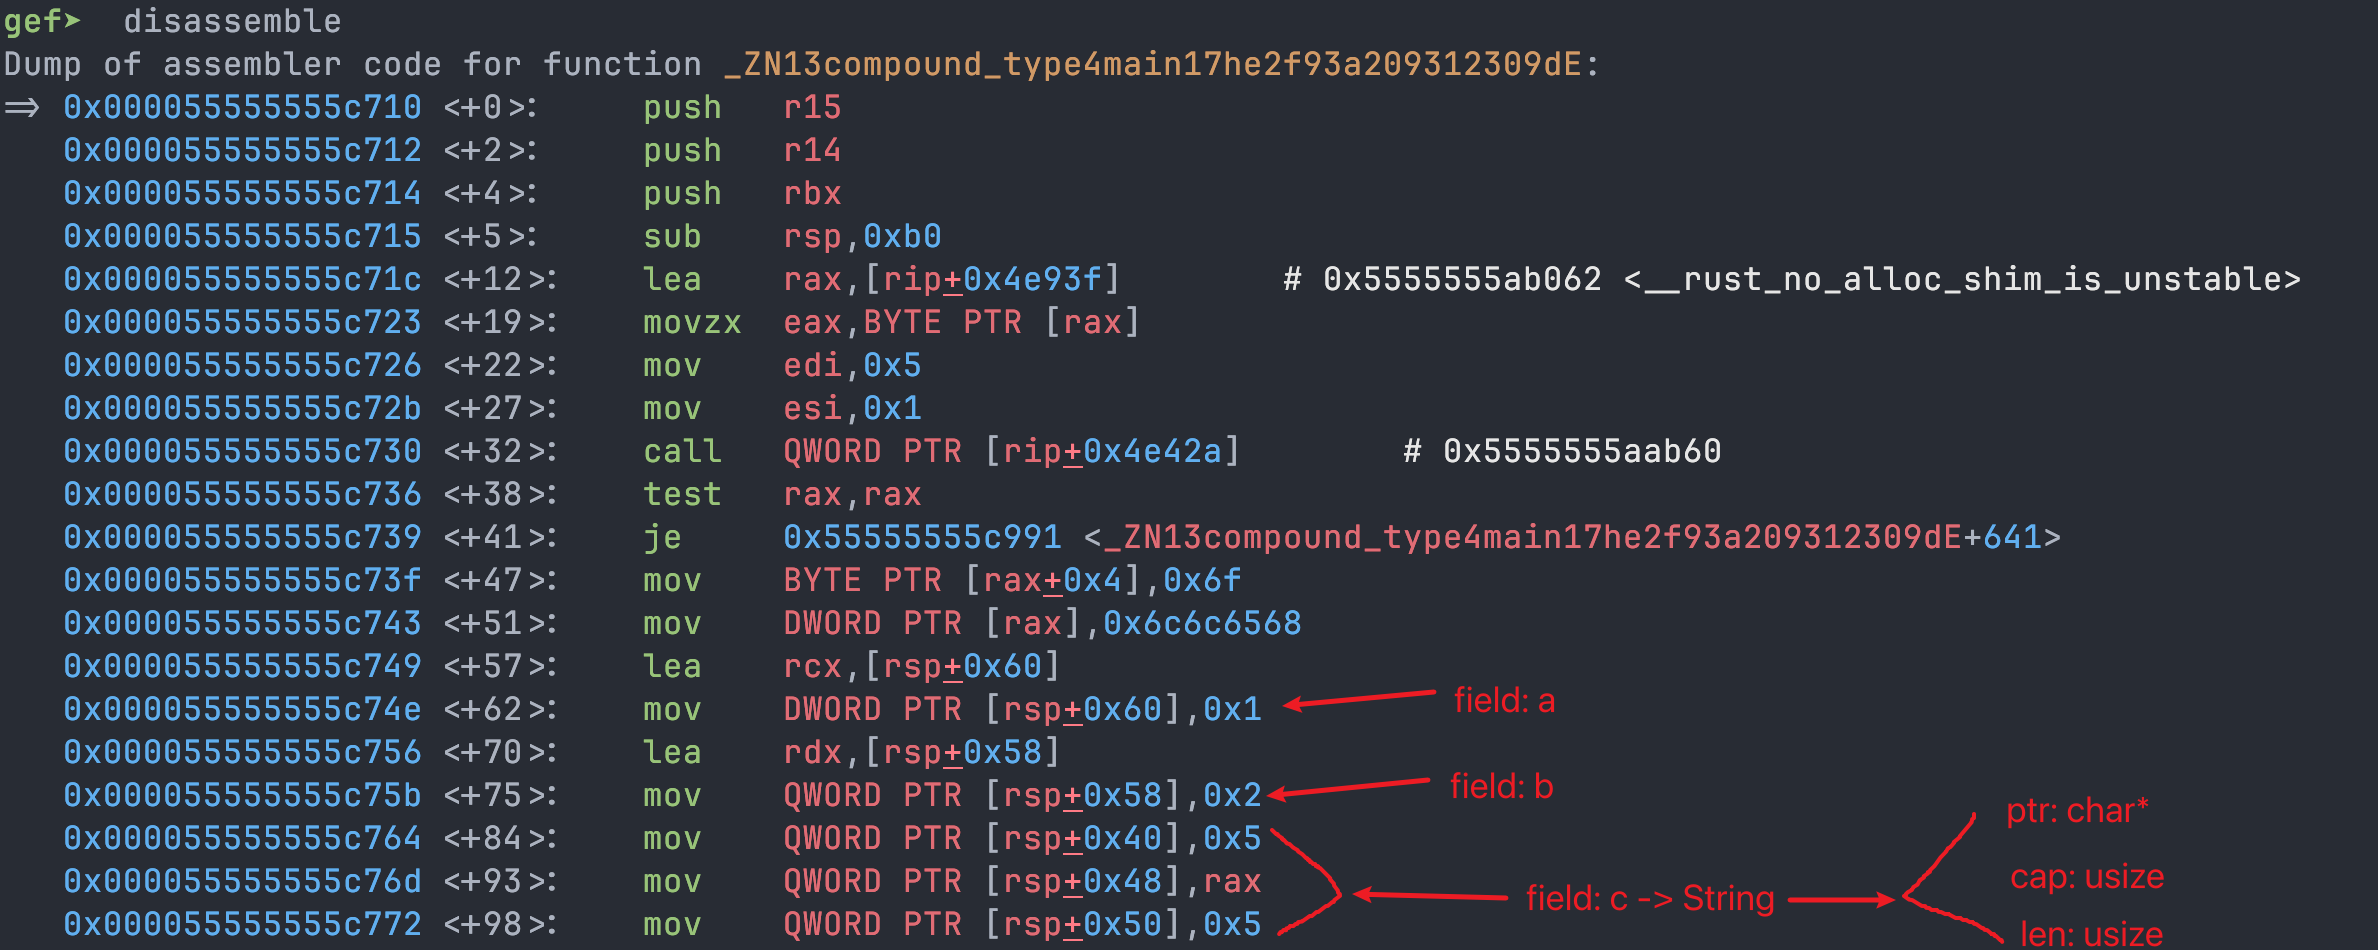 gef➤  disassemble
Dump of assembler code for function _ZN13compound_type4main17he2f93a209312309dE:
=> 0x000055555555c710 <+0>:     push   r15
   0x000055555555c712 <+2>:     push   r14
   0x000055555555c714 <+4>:     push   rbx
   0x000055555555c715 <+5>:     sub    rsp,0xb0
   0x000055555555c71c <+12>:    lea    rax,[rip+0x4e93f]        # 0x5555555ab062 <__rust_no_alloc_shim_is_unstable>
   0x000055555555c723 <+19>:    movzx  eax,BYTE PTR [rax]
   0x000055555555c726 <+22>:    mov    edi,0x5
   0x000055555555c72b <+27>:    mov    esi,0x1
   0x000055555555c730 <+32>:    call   QWORD PTR [rip+0x4e42a]        # 0x5555555aab60
   0x000055555555c736 <+38>:    test   rax,rax
   0x000055555555c739 <+41>:    je     0x55555555c991 <_ZN13compound_type4main17he2f93a209312309dE+641>
   0x000055555555c73f <+47>:    mov    BYTE PTR [rax+0x4],0x6f
   0x000055555555c743 <+51>:    mov    DWORD PTR [rax],0x6c6c6568
   0x000055555555c749 <+57>:    lea    rcx,[rsp+0x60]
   0x000055555555c74e <+62>:    mov    DWORD PTR [rsp+0x60],0x1
field: a
   0x000055555555c756 <+70>:    lea    rdx,[rsp+0x58]
   0x000055555555c75b <+75>:    mov    QWORD PTR [rsp+0x58],0x2
field: b
   0x000055555555c764 <+84>:    mov    QWORD PTR [rsp+0x40],0x5
   0x000055555555c76d <+93>:    mov    QWORD PTR [rsp+0x48],rax
   0x000055555555c772 <+98>:    mov    QWORD PTR [rsp+0x50],0x5
field: c -> String
ptr: char*
cap: usize
len: usize